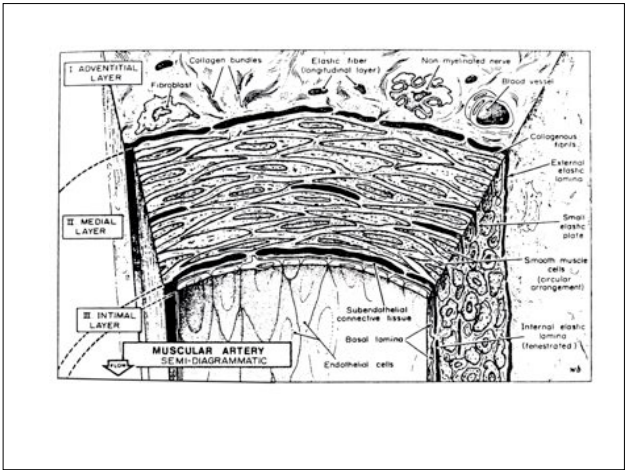 I ADVENTITIAL
LAYER
Collagen bundles
Fibroblast
Elastic fiber
(longitudinal layer)
Non myelinated nerve
Blood vessel
Collagenous
fibrils
External
elastic
lamina
II MEDIAL
LAYER
Small
elastic
plate
Smooth muscle
cells
(circular
arrangement)
III INTIMAL
LAYER
Subendothelial
connective tissue
Basal lamina
Internal elastic
lamina
(fenestrated)
MUSCULAR ARTERY
SEMI-DIAGRAMMATIC
Endothelial cells
FLOW